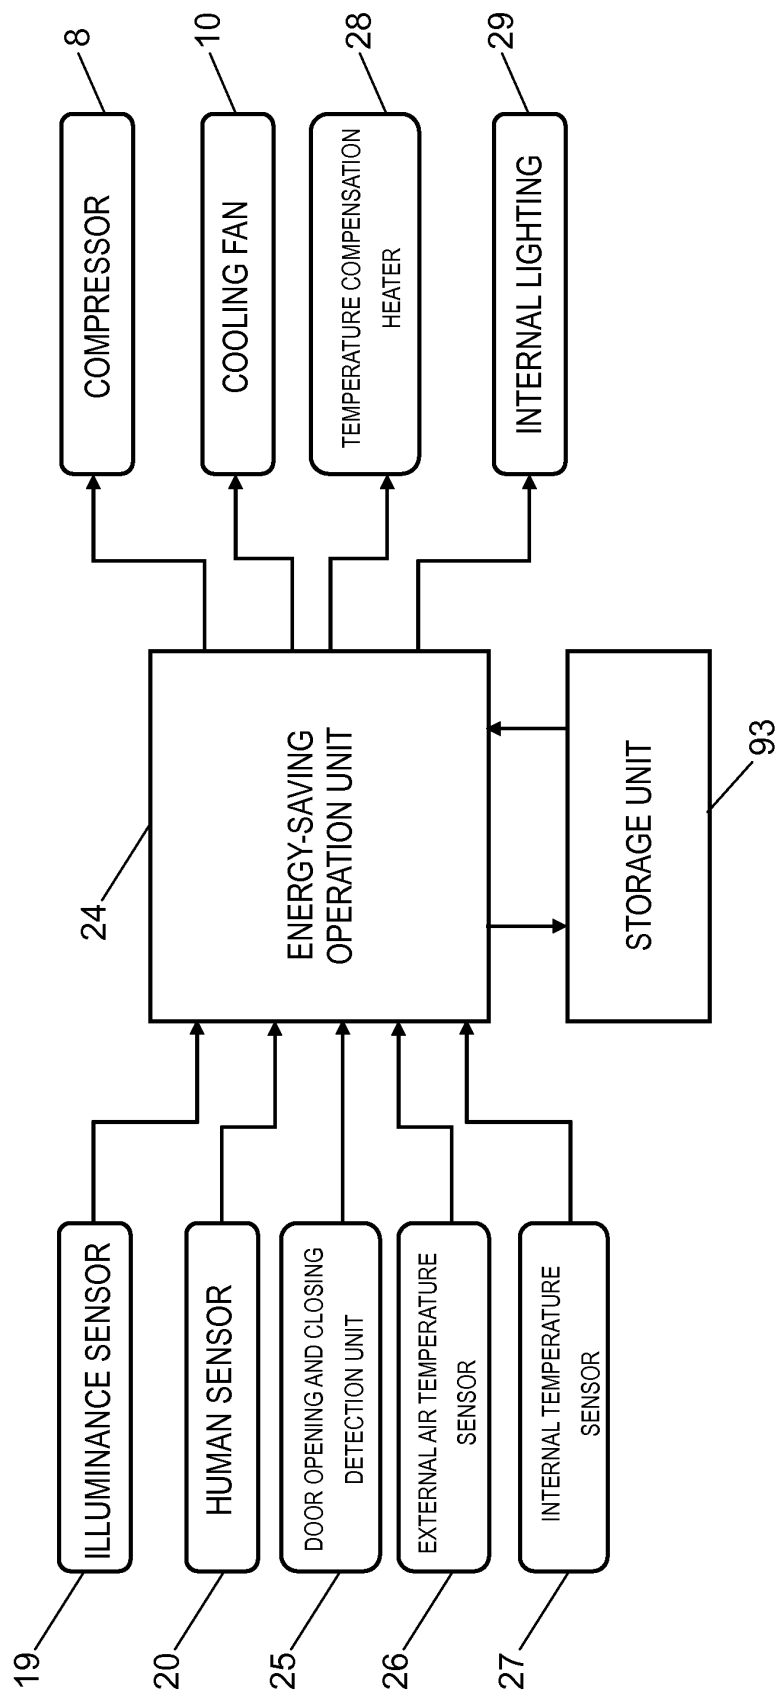 19
ILLUMINANCE SENSOR
20
HUMAN SENSOR
25
DOOR OPENING AND CLOSING
DETECTION UNIT
26
EXTERNAL AIR TEMPERATURE
SENSOR
27
INTERNAL TEMPERATURE
SENSOR
24
ENERGY-SAVING
OPERATION UNIT
STORAGE UNIT
93
COMPRESSOR
8
COOLING FAN
10
TEMPERATURE COMPENSATION
HEATER
28
INTERNAL LIGHTING
29